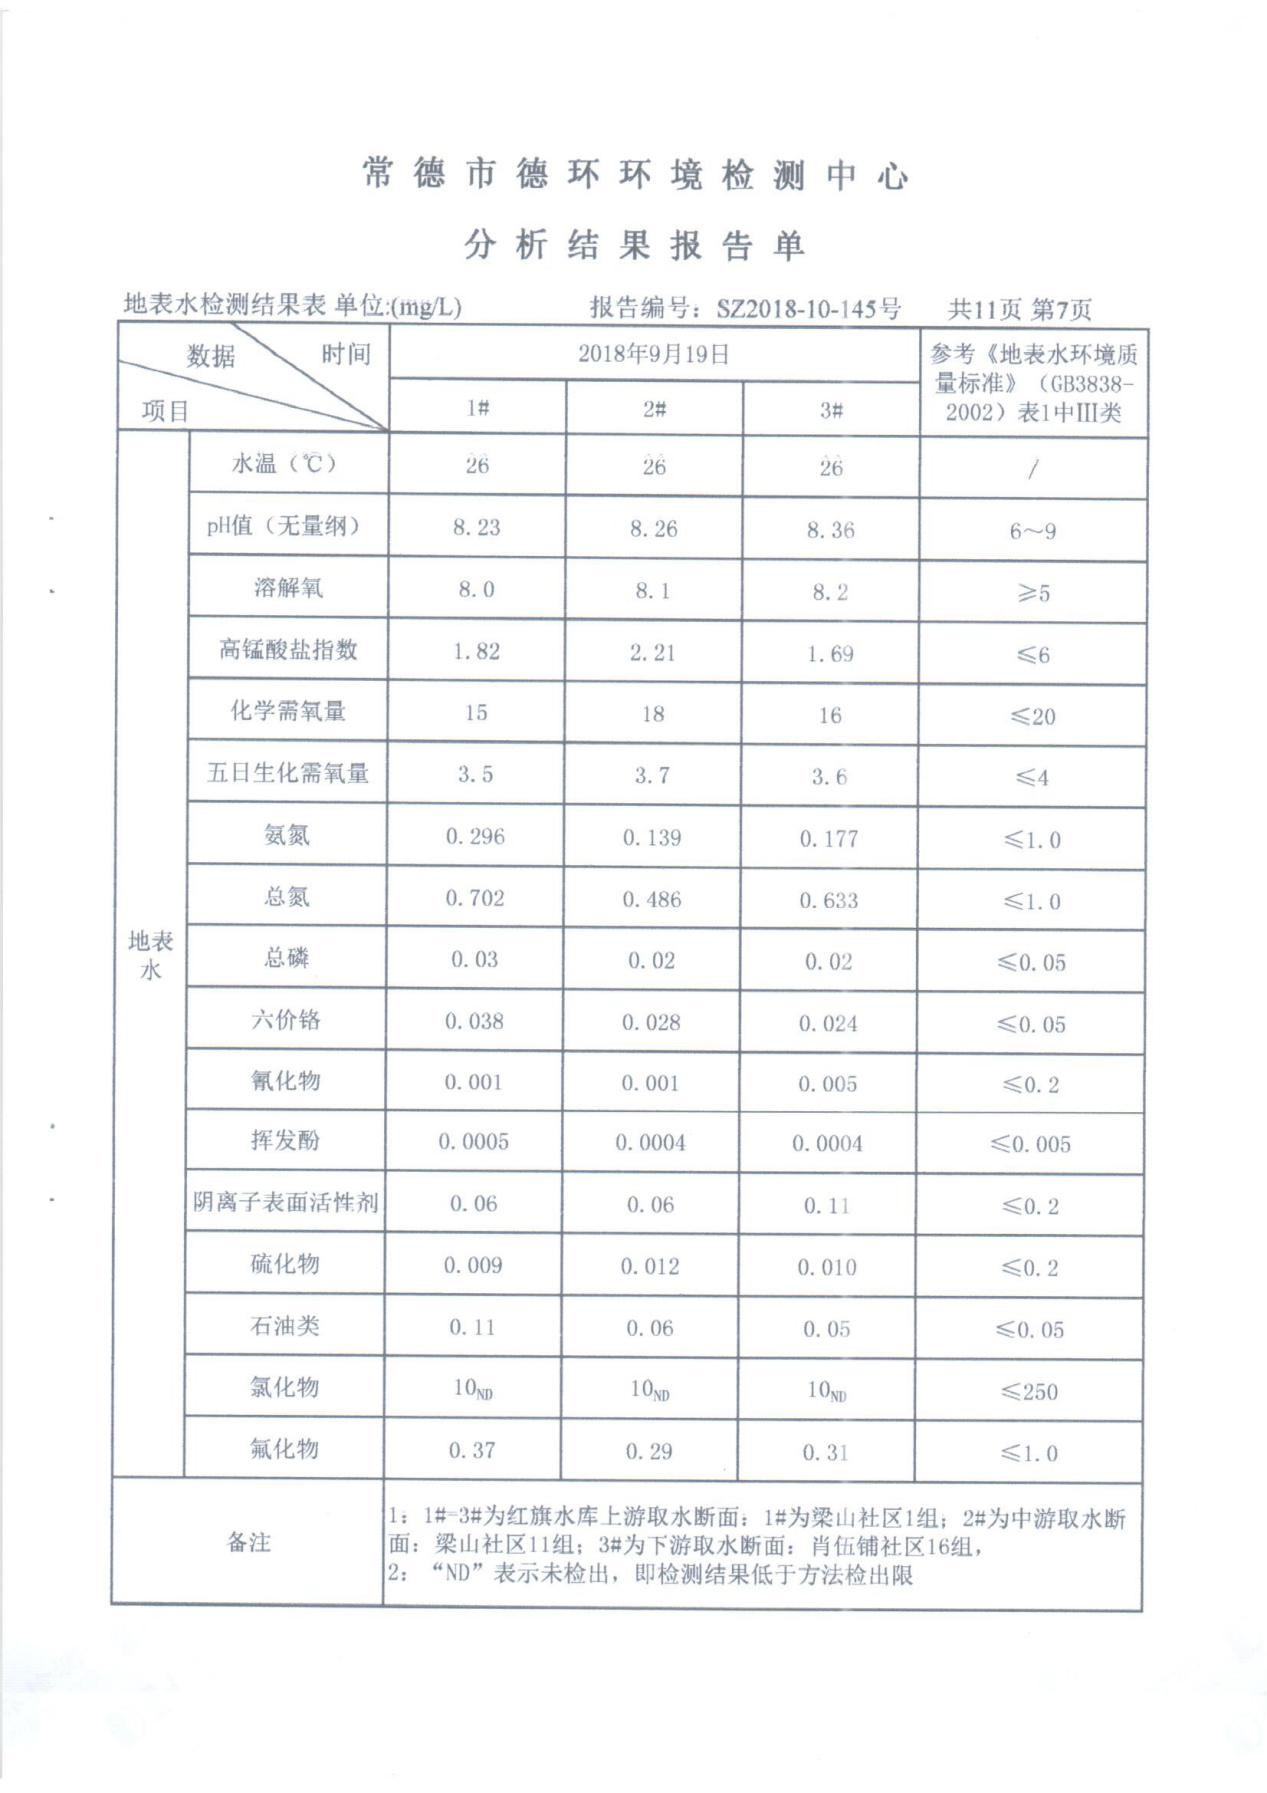 常德市德环环境检测中心
分析结果报告单
地表水检测结果表 单位:(mg/L) 报告编号：SZ2018-10-145号 共11页 第7页
数据 时间 项目 2018年9月19日 参考《地表水环境质
量标准》（GB3838-
1# 2# 3# 2002）表1中III类
水温（℃） 26 26 26 /
pH值（无量纲） 8.23 8.26 8.36 6～9
溶解氧 8.0 8.1 8.2 ≥5
高锰酸盐指数 1.82 2.21 1.69 ≤6
化学需氧量 15 18 16 ≤20
五日生化需氧量 3.5 3.7 3.6 ≤4
氨氮 0.296 0.139 0.177 ≤1.0
总氮 0.702 0.486 0.633 ≤1.0
地表
水
总磷 0.03 0.02 0.02 ≤0.05
六价铬 0.038 0.028 0.024 ≤0.05
氰化物 0.001 0.001 0.005 ≤0.2
挥发酚 0.0005 0.0004 0.0004 ≤0.005
阴离子表面活性剂 0.06 0.06 0.11 ≤0.2
硫化物 0.009 0.012 0.010 ≤0.2
石油类 0.11 0.06 0.05 ≤0.05
氯化物 10ND 10ND 10ND ≤250
氟化物 0.37 0.29 0.31 ≤1.0
备注
1：1#-3#为红旗水库上游取水断面：1#为梁山社区1组；2#为中游取水断
面：梁山社区11组；3#为下游取水断面：肖伍铺社区16组，
2：“ND”表示未检出，即检测结果低于方法检出限